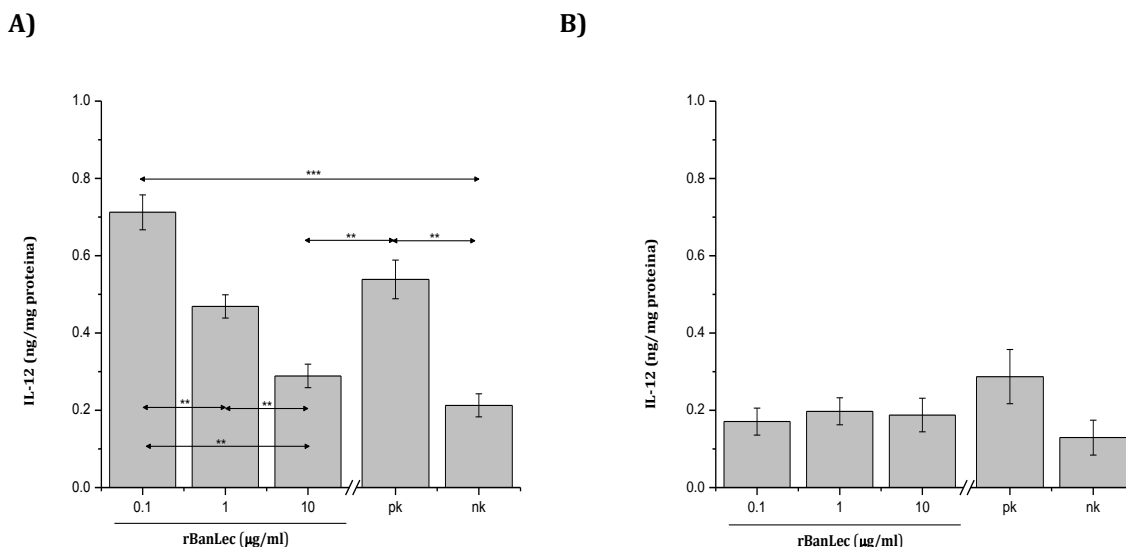 A)
B)
IL-12 (ng/mg proteina)
1.0
0.8
0.6
0.4
0.2
0.0
***
** **
** **
**
0.1 1 10 pk nk
rBanLec (µg/ml)
IL-12 (ng/mg proteina)
1.0
0.8
0.6
0.4
0.2
0.0
0.1 1 10 pk nk
rBanLec (µg/ml)